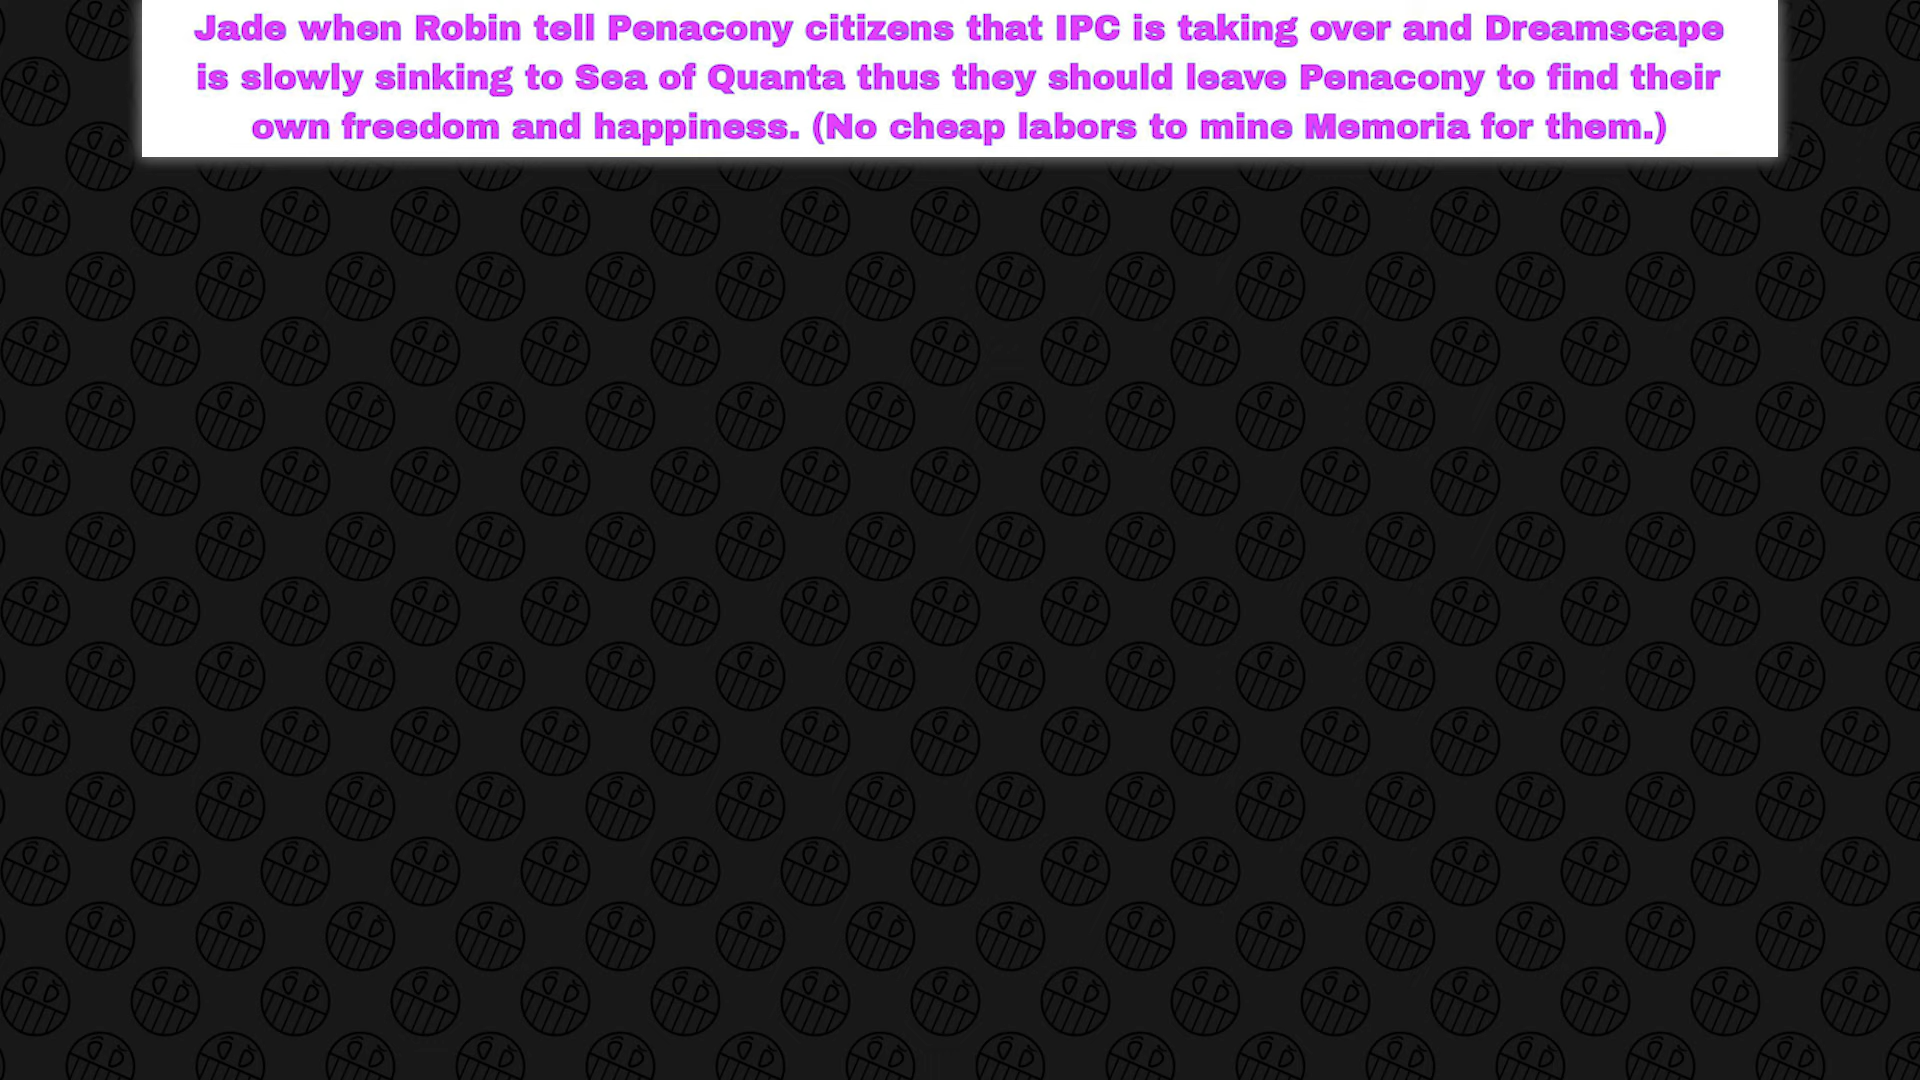 Jade when Robin tell Penacony citizens that IPC is taking over and Dreamscape
is slowly sinking to Sea of Quanta thus they should leave Penacony to find their
own freedom and happiness. (No cheap labors to mine Memoria for them.)